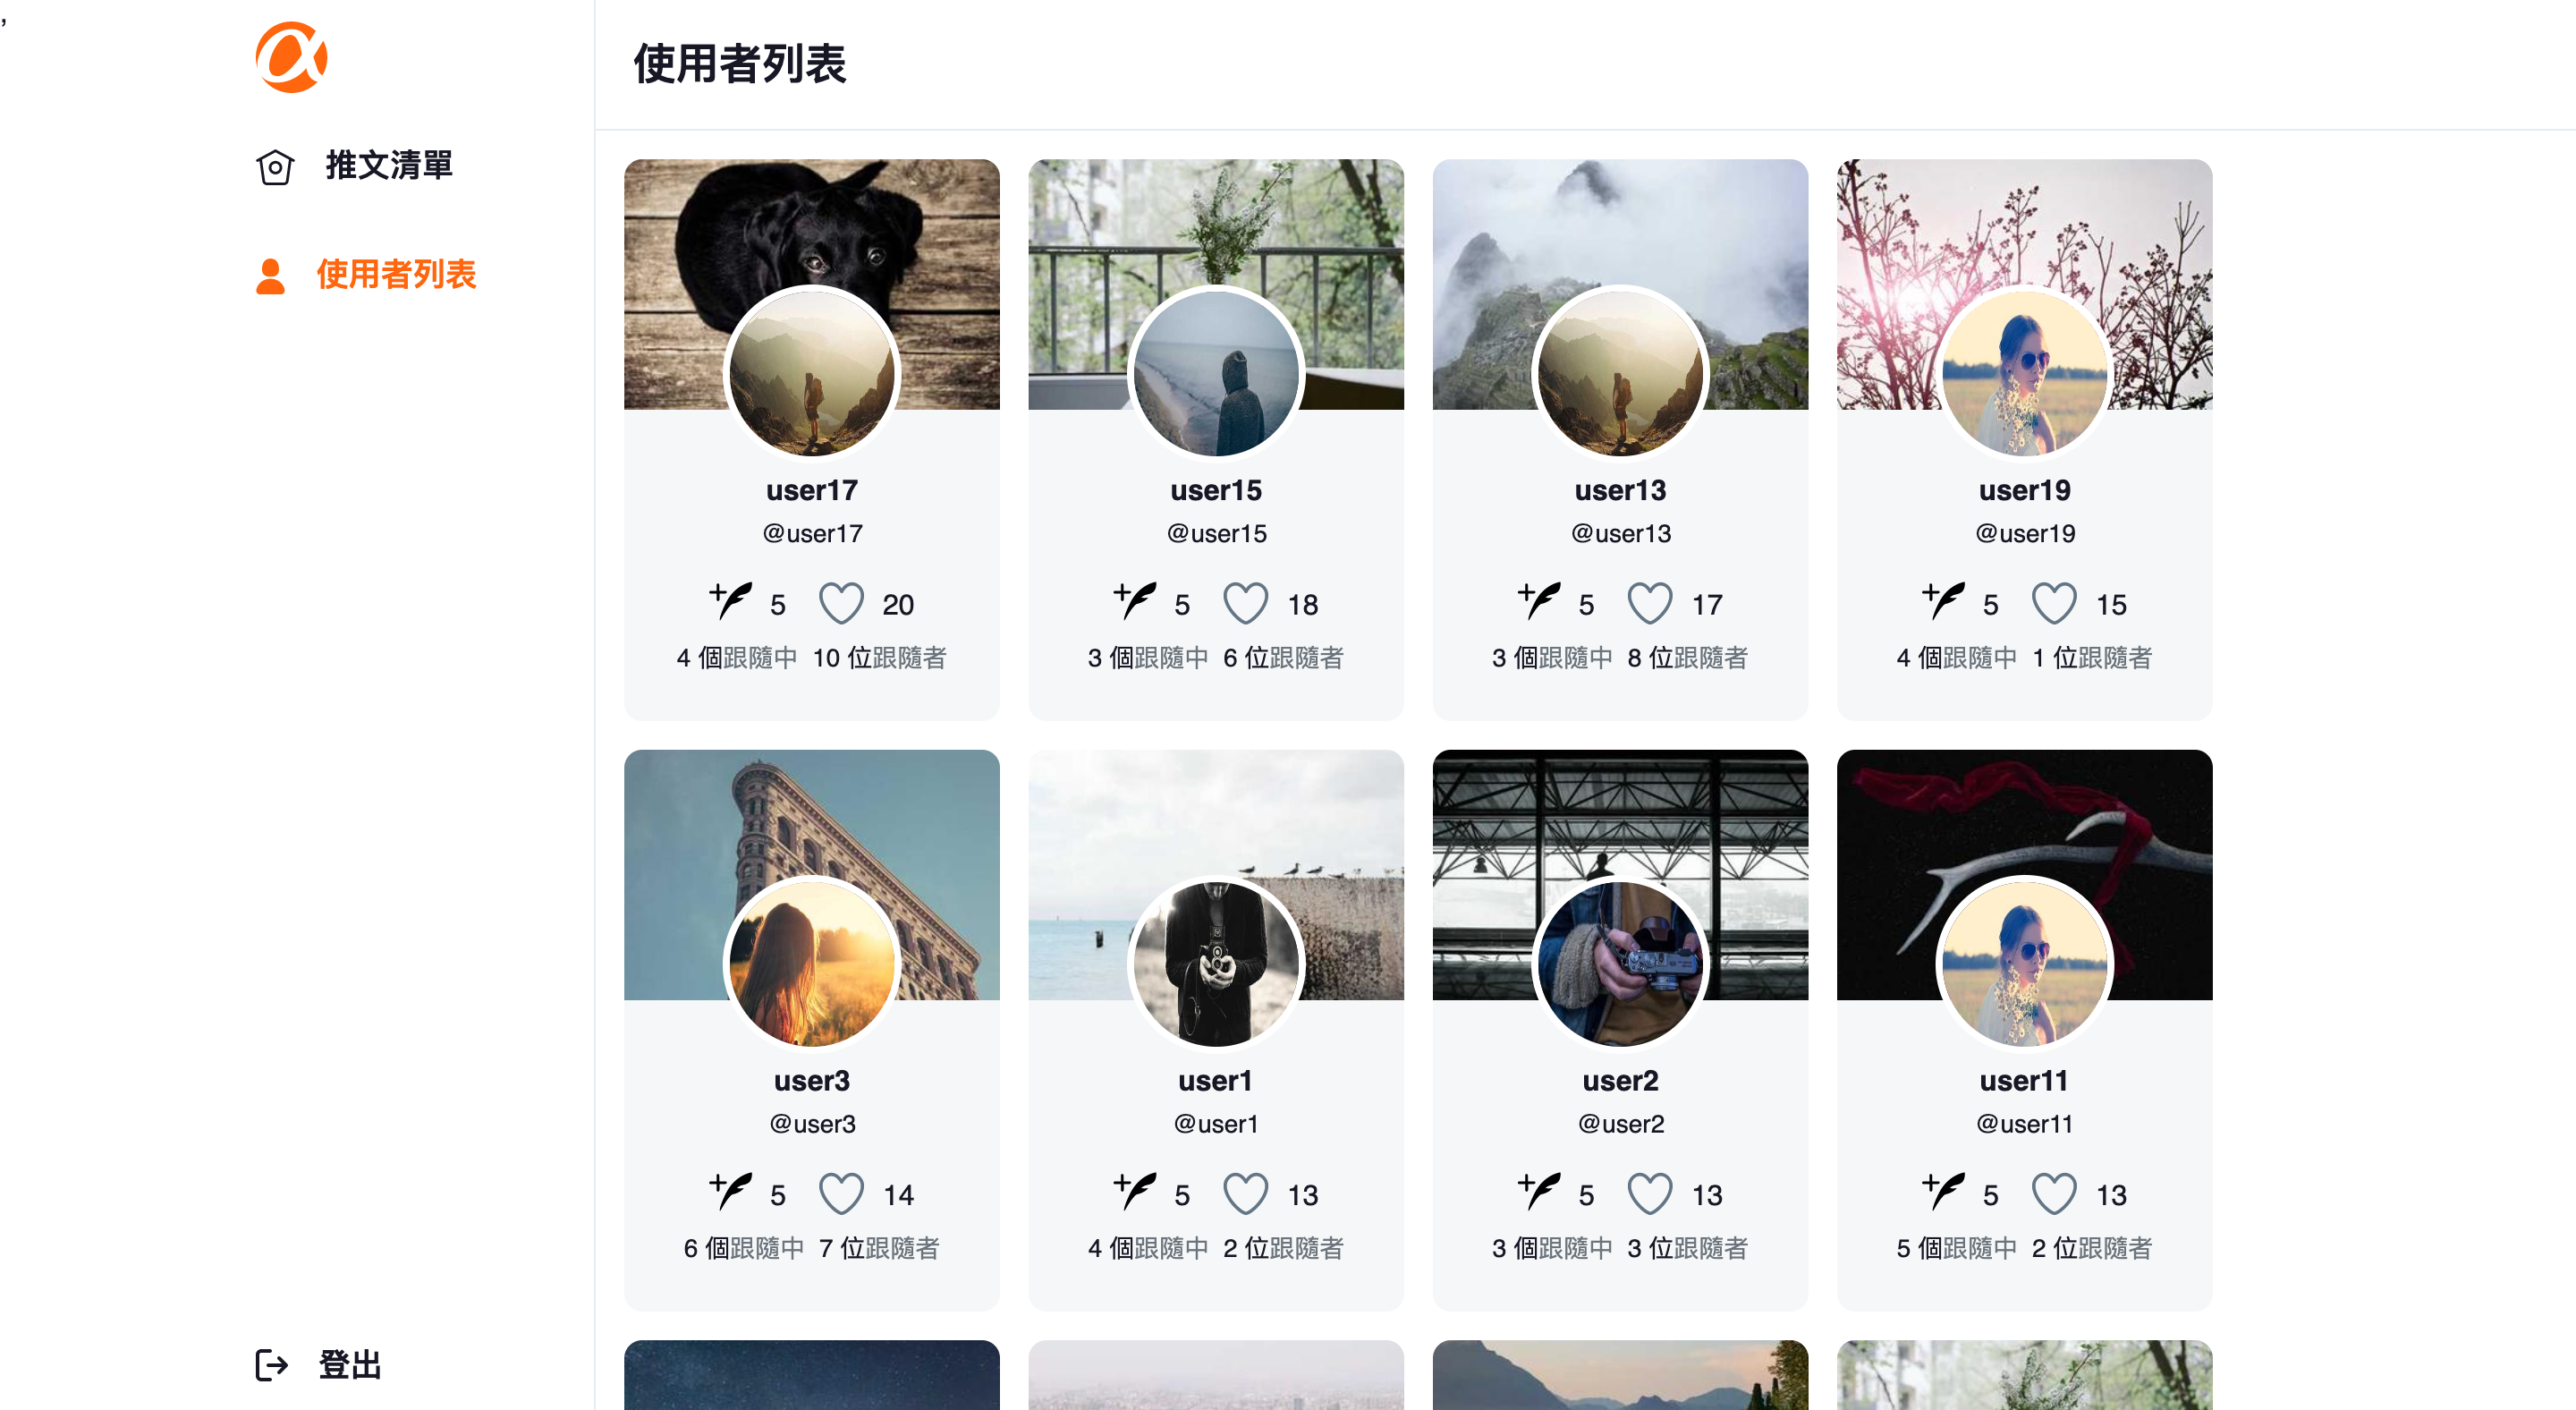 ,
使用者列表
推文清單
使用者列表
登出
user17
@user17
5 20
4 個跟隨中 10 位跟隨者
user15
@user15
5 18
3 個跟隨中 6 位跟隨者
user13
@user13
5 17
3 個跟隨中 8 位跟隨者
user19
@user19
5 15
4 個跟隨中 1 位跟隨者
user3
@user3
5 14
6 個跟隨中 7 位跟隨者
user1
@user1
5 13
4 個跟隨中 2 位跟隨者
user2
@user2
5 13
3 個跟隨中 3 位跟隨者
user11
@user11
5 13
5 個跟隨中 2 位跟隨者